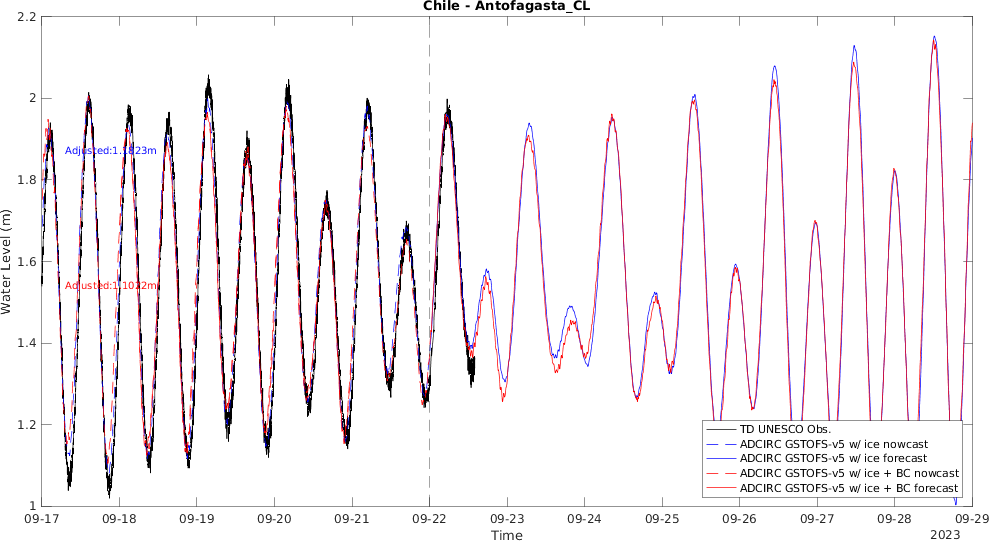 Chile - Antofagasta_CL
2.2
2
1.8
1.6
1.4
1.2
1
Water Level (m)
Adjusted:1.1823m
Adjusted:1.1022m
TD UNESCO Obs.
ADCIRC GSTOFS-v5 w/ ice nowcast
ADCIRC GSTOFS-v5 w/ ice forecast
ADCIRC GSTOFS-v5 w/ ice + BC nowcast
ADCIRC GSTOFS-v5 w/ ice + BC forecast
09-17 09-18 09-19 09-20 09-21 09-22 09-23 09-24 09-25 09-26 09-27 09-28 09-29
Time
2023